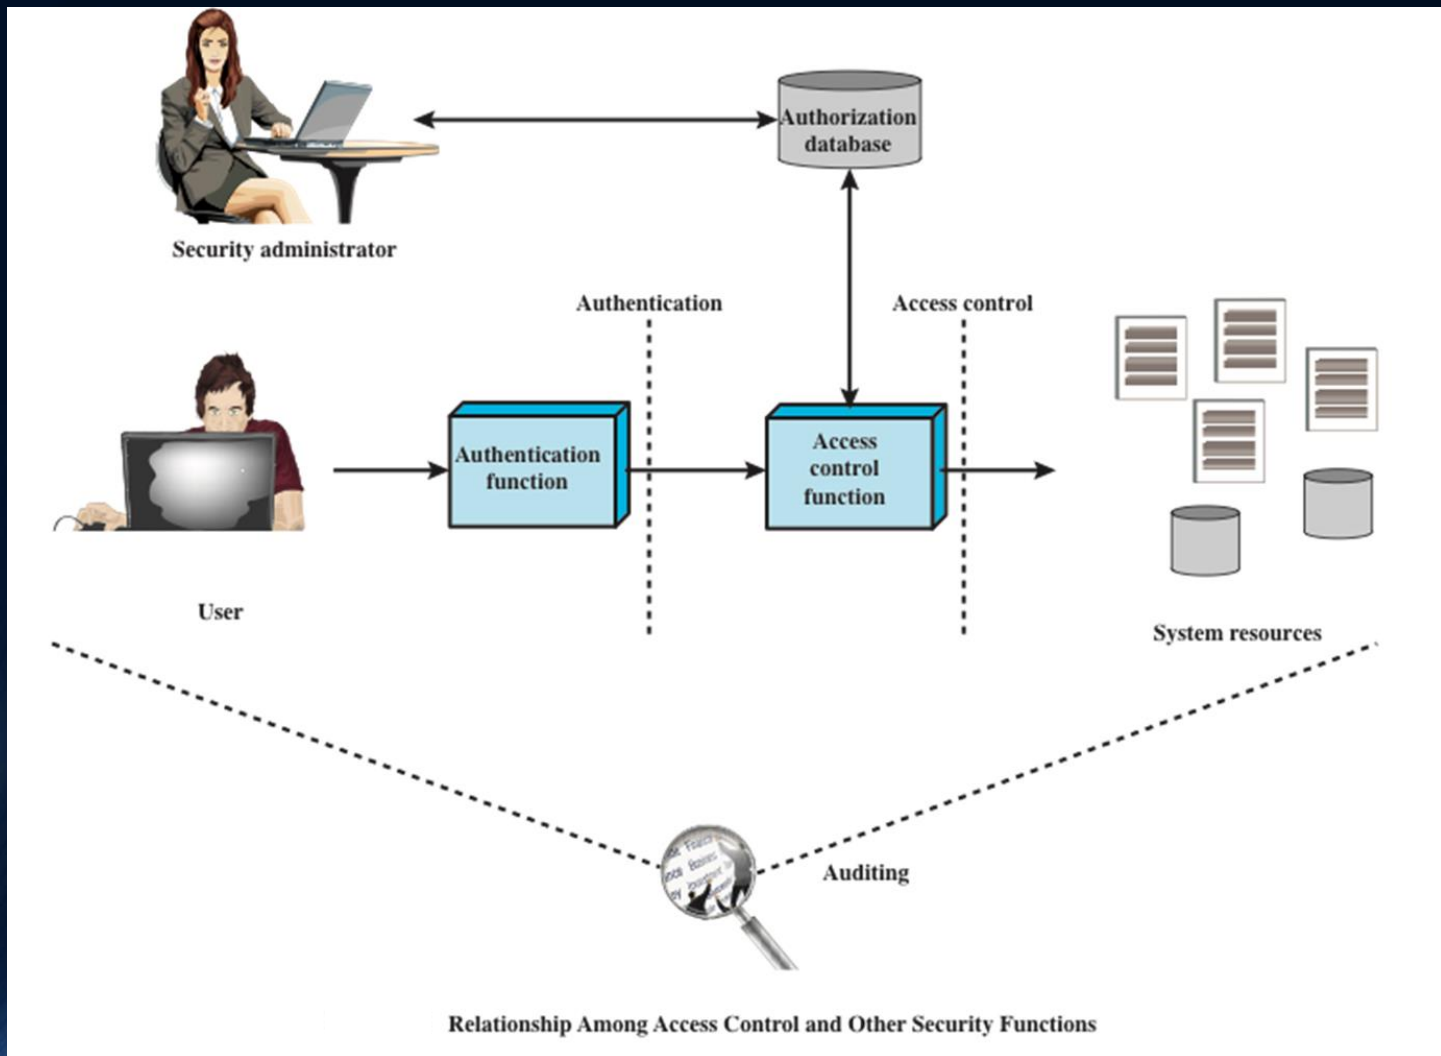 Authorization
database
Security administrator
Authentication
Access control
Authentication
function
Access
control
function
User
System resources
Auditing
Relationship Among Access Control and Other Security Functions